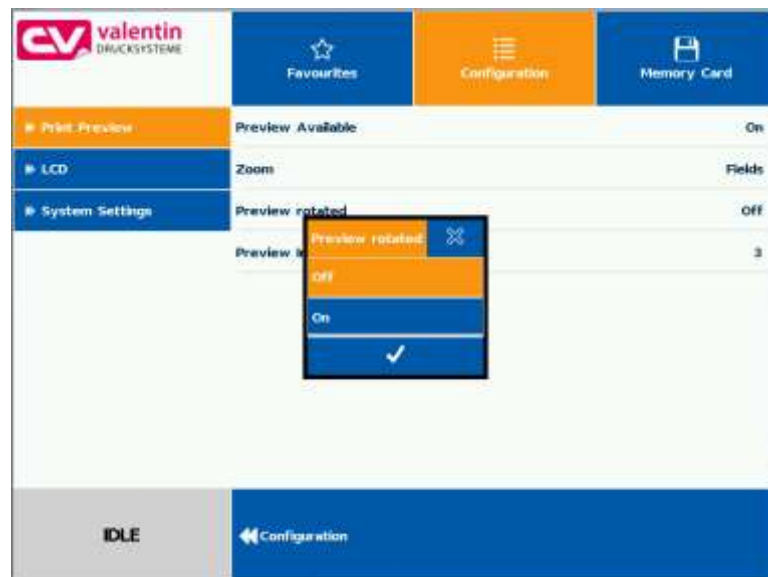 CV valentin
DRUCKSYSTEME
Favourites
Configuration
Memory Card
Print Preview
LCD
System Settings
Preview Available On
Zoom Fields
Preview rotated Off
Preview 3
Preview rotated
Off
On
IDLE
Configuration